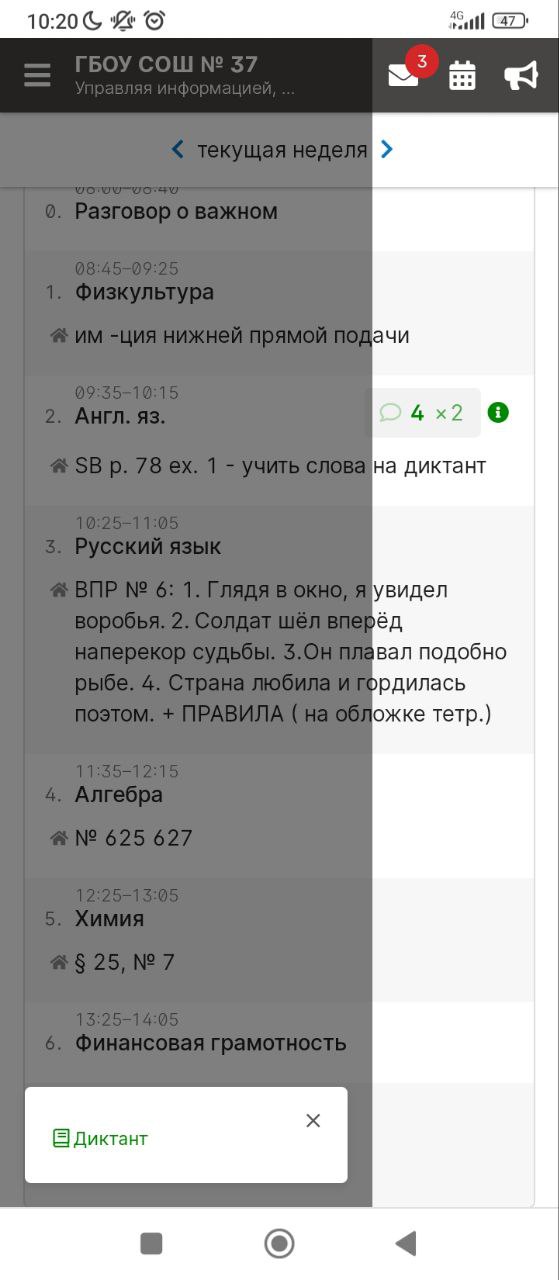 10:20
4G
47
ГБОУ СОШ № 37
Управляя информацией, ...
3
текущая неделя
08:00–08:40
0. Разговор о важном
08:45–09:25
1. Физкультура
им -ция нижней прямой подачи
09:35–10:15
2. Англ. яз.
4 ×2
SB p. 78 ex. 1 - учить слова на диктант
10:25–11:05
3. Русский язык
ВПР № 6: 1. Глядя в окно, я увидел
воробья. 2. Солдат шёл вперёд
наперекор судьбы. 3.Он плавал подобно
рыбе. 4. Страна любила и гордилась
поэтом. + ПРАВИЛА ( на обложке тетр.)
11:35–12:15
4. Алгебра
№ 625 627
12:25–13:05
5. Химия
§ 25, № 7
13:25–14:05
6. Финансовая грамотность
Диктант